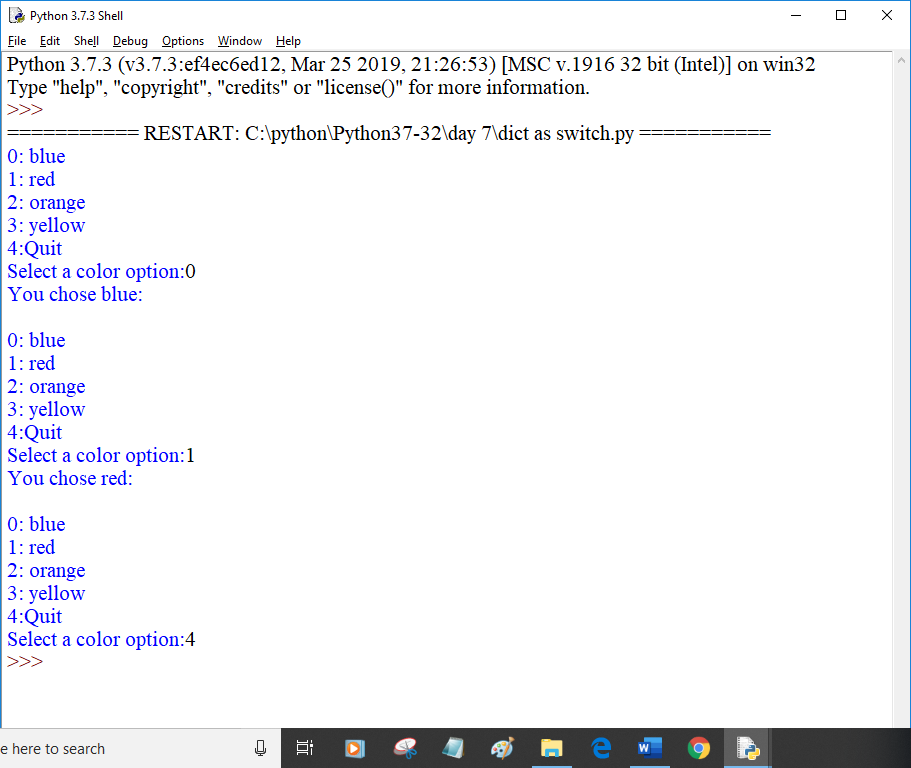 Python 3.7.3 Shell
File Edit Shell Debug Options Window Help
Python 3.7.3 (v3.7.3:ef4ec6ed12, Mar 25 2019, 21:26:53) [MSC v.1916 32 bit (Intel)] on win32
Type "help", "copyright", "credits" or "license()" for more information.
>>>
=========== RESTART: C:\python\Python37-32\day 7\dict as switch.py ===========
0: blue
1: red
2: orange
3: yellow
4:Quit
Select a color option:0
You chose blue:

0: blue
1: red
2: orange
3: yellow
4:Quit
Select a color option:1
You chose red:

0: blue
1: red
2: orange
3: yellow
4:Quit
Select a color option:4
>>>
e here to search